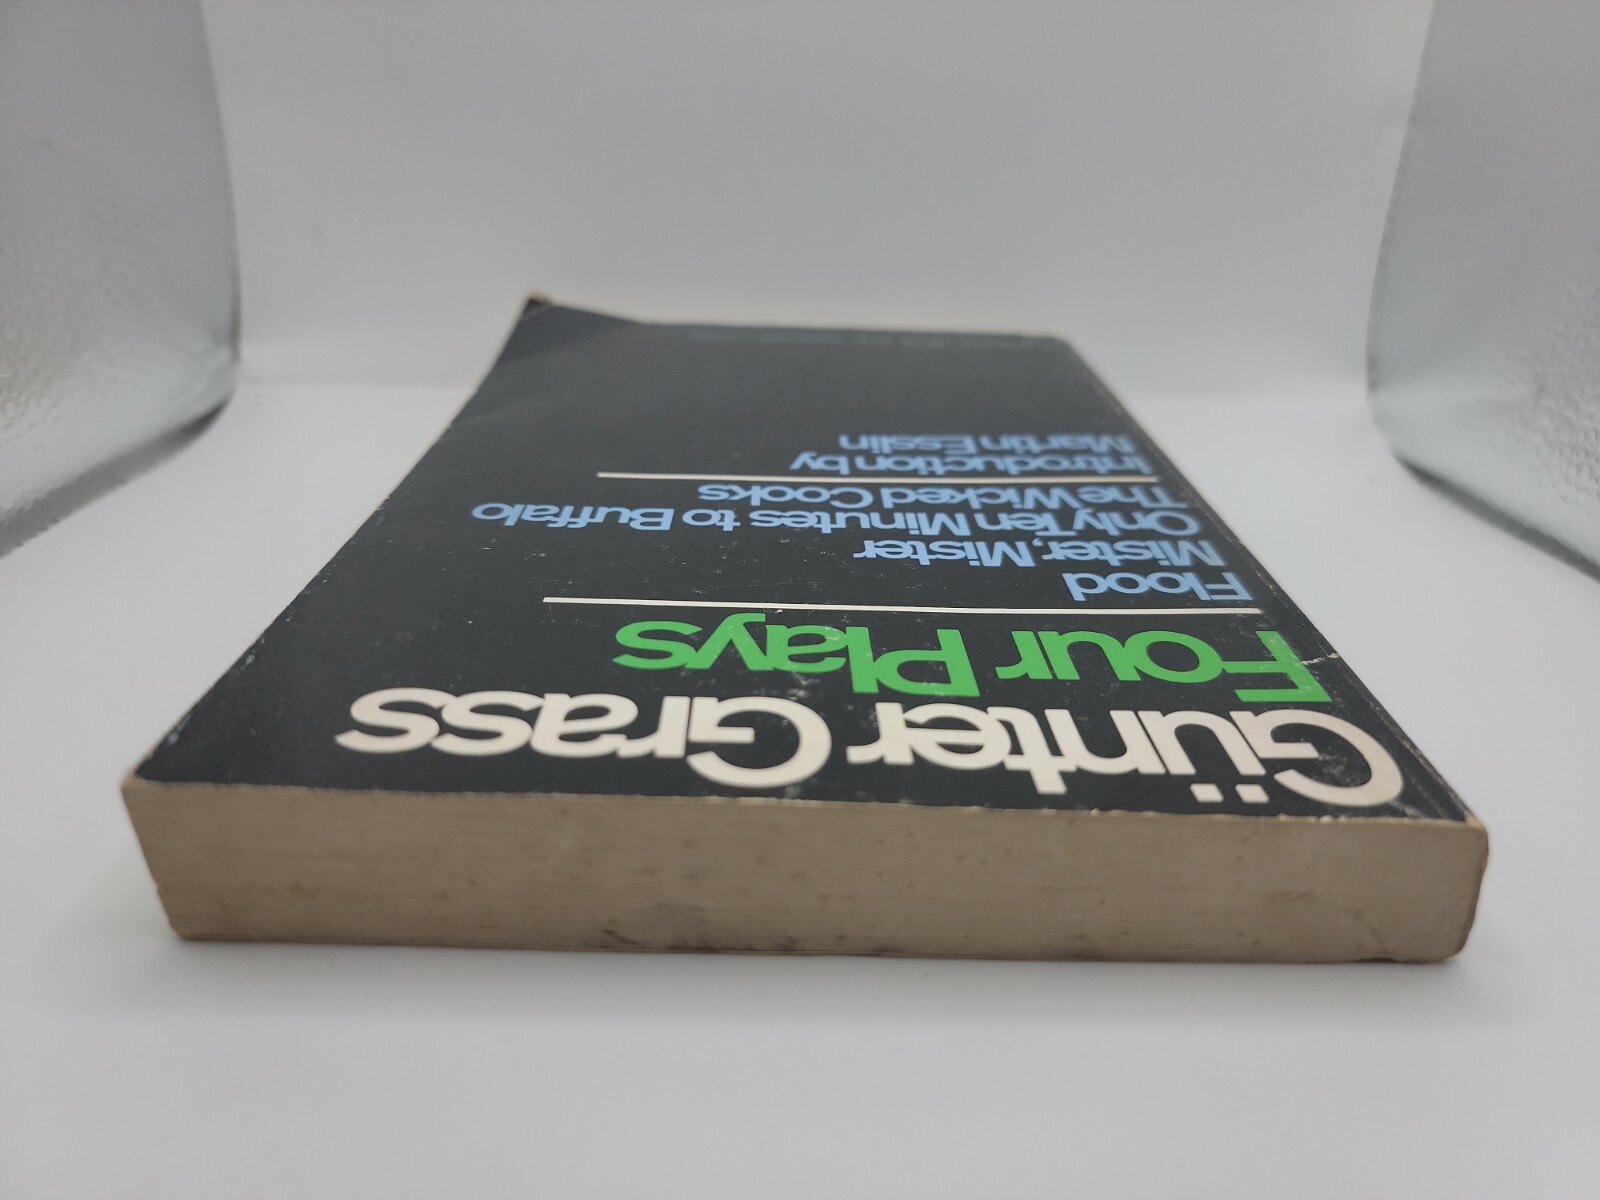 Günter Grass
Four Plays
Flood
Mister, Mister
Only Ten Minutes to Buffalo
The Wicked Cooks
Introduction by
Martin Esslin